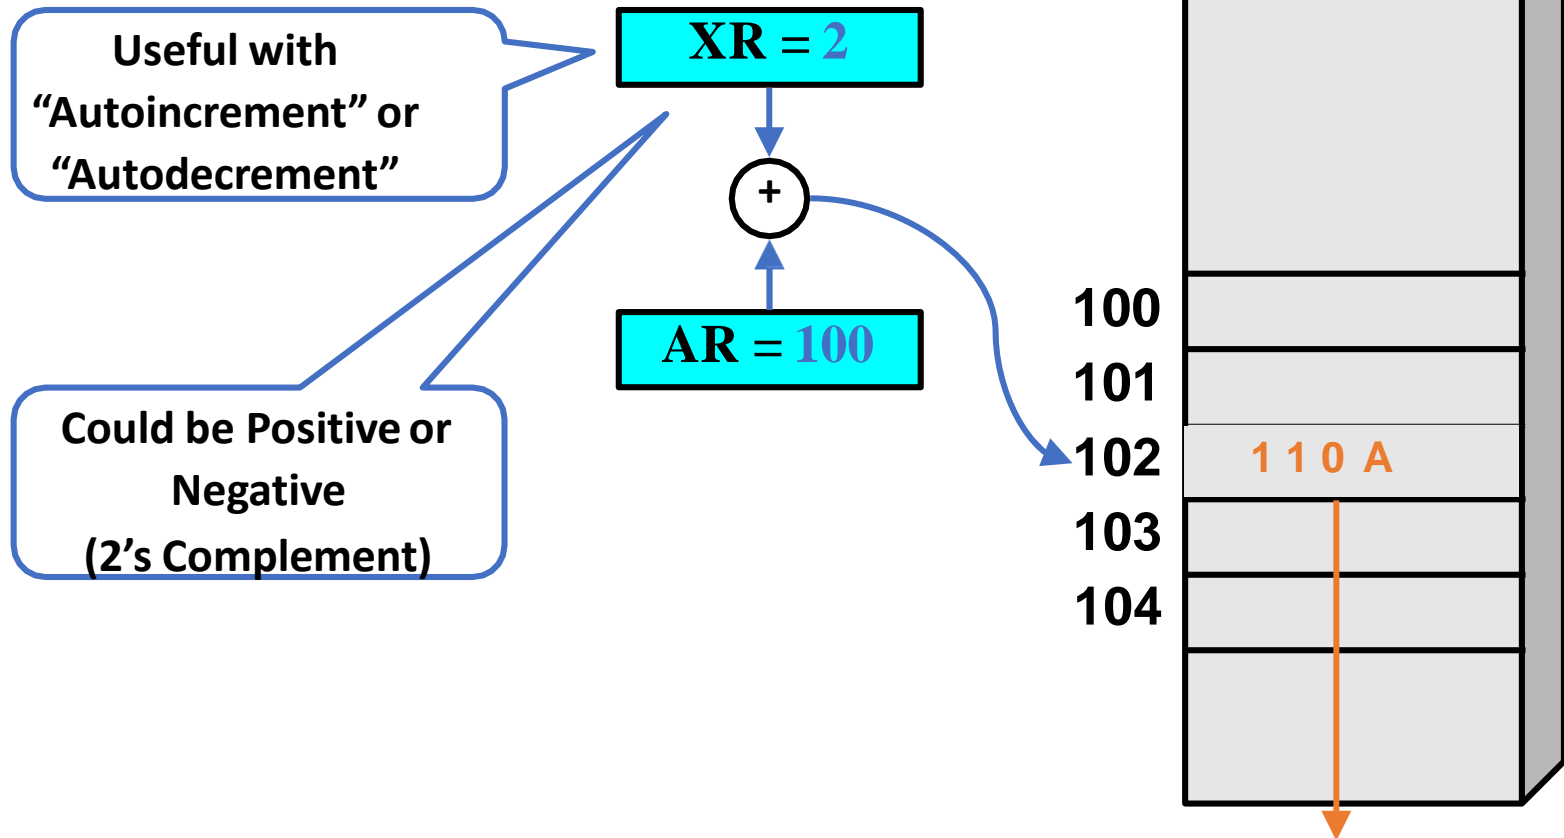 Useful with
“Autoincrement” or
“Autodecrement”
XR = 2
+
AR = 100
Could be Positive or
Negative
(2’s Complement)
100
101
102
1 1 0 A
103
104